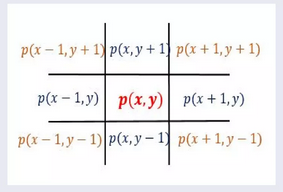 p(x − 1, y + 1) p(x, y + 1) p(x + 1, y + 1)
p(x − 1, y) p(x, y) p(x + 1, y)
p(x − 1, y − 1) p(x, y − 1) p(x + 1, y − 1)